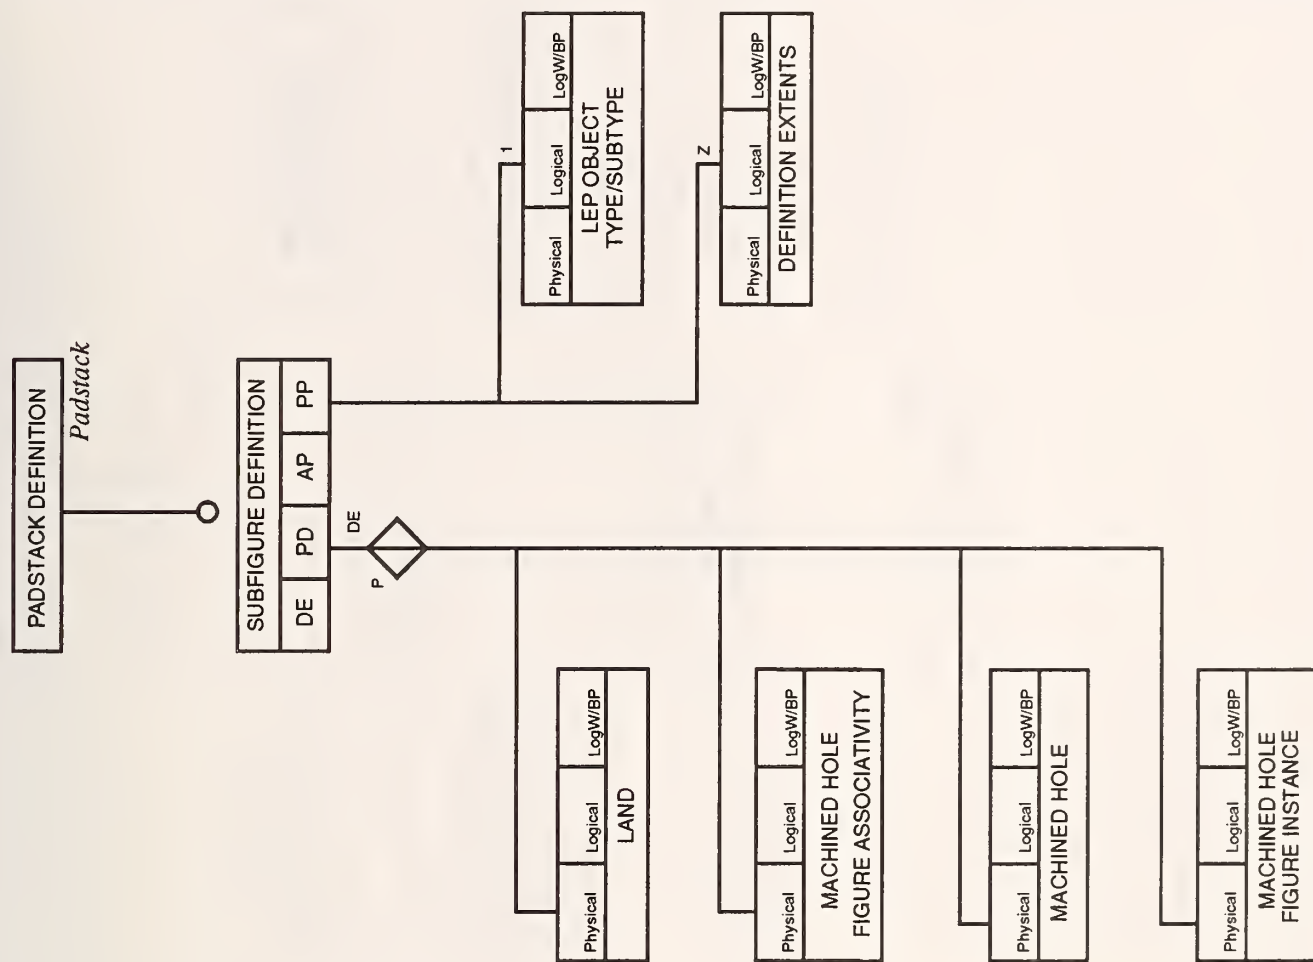 PADSTACK DEFINITION
Padstack
SUBFIGURE DEFINITION
DE PD AP PP
DE
P
1
Physical Logical LogW/BP
LEP OBJECT
TYPE/SUBTYPE
Z
Physical Logical LogW/BP
DEFINITION EXTENTS
Physical Logical LogW/BP
LAND
Physical Logical LogW/BP
MACHINED HOLE
FIGURE ASSOCIATIVITY
Physical Logical LogW/BP
MACHINED HOLE
Physical Logical LogW/BP
MACHINED HOLE
FIGURE INSTANCE